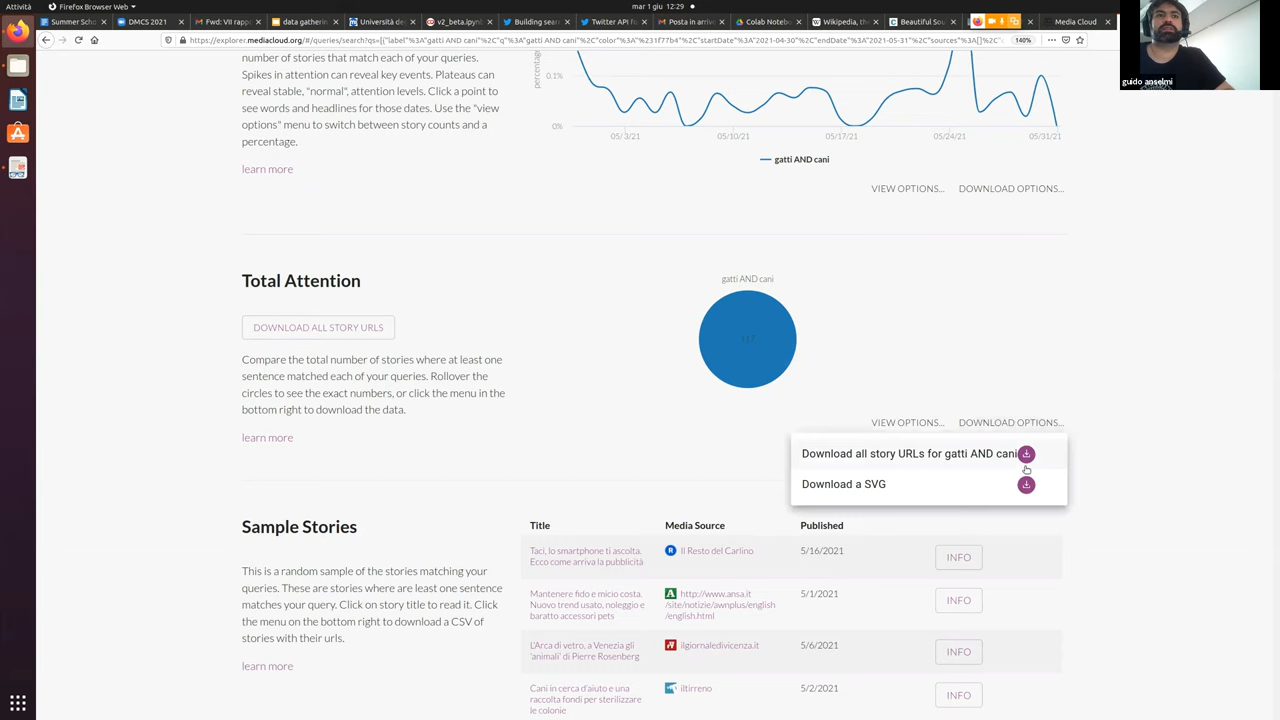 Attività
Firefox Browser Web
mar 1 giu 12:29
Summer Schoo
DMCS 2021
Fwd: VII rappo
data gatherin
Università del
v2_beta.ipynb
Building searc
Twitter API fo
Posta in arrivo
Colab Notebo
Wikipedia, the
Beautiful Sou
Media Cloud
140%
guido anselmi
number of stories that match each of your queries.
Spikes in attention can reveal key events. Plateaus can
reveal stable, "normal", attention levels. Click a point to
see words and headlines for those dates. Use the "view
options" menu to switch between story counts and a
percentage.
learn more
percentage
0.1%
0%
05/10/21
05/17/21
05/24/21
05/31/21
gatti AND cani
VIEW OPTIONS...
DOWNLOAD OPTIONS...
Total Attention
DOWNLOAD ALL STORY URLS
Compare the total number of stories where at least one
sentence matched each of your queries. Rollover the
circles to see the exact numbers, or click the menu in the
bottom right to download the data.
learn more
gatti AND cani
117
VIEW OPTIONS...
DOWNLOAD OPTIONS...
Download all story URLs for gatti AND cani
Download a SVG
Sample Stories
This is a random sample of the stories matching your
queries. These are stories where are least one sentence
matches your query. Click on story title to read it. Click
the menu on the bottom right to download a CSV of
stories with their urls.
learn more
Title
Media Source
Published
Taci, lo smartphone ti ascolta.
Ecco come arriva la pubblicità
Il Resto del Carlino
5/16/2021
INFO
Mantenere fido e micio costa.
Nuovo trend usato, noleggio e
baratto accessori pets
http://www.ansa.it
/site/notizie/awnplus/english
/english.html
5/1/2021
INFO
L'Arca di vetro, a Venezia gli
'animali' di Pierre Rosenberg
ilgiornaledivicenza.it
5/6/2021
INFO
Cani in cerca d'aiuto e una
raccolta fondi per sterilizzare
le colonie
iltirreno
5/2/2021
INFO